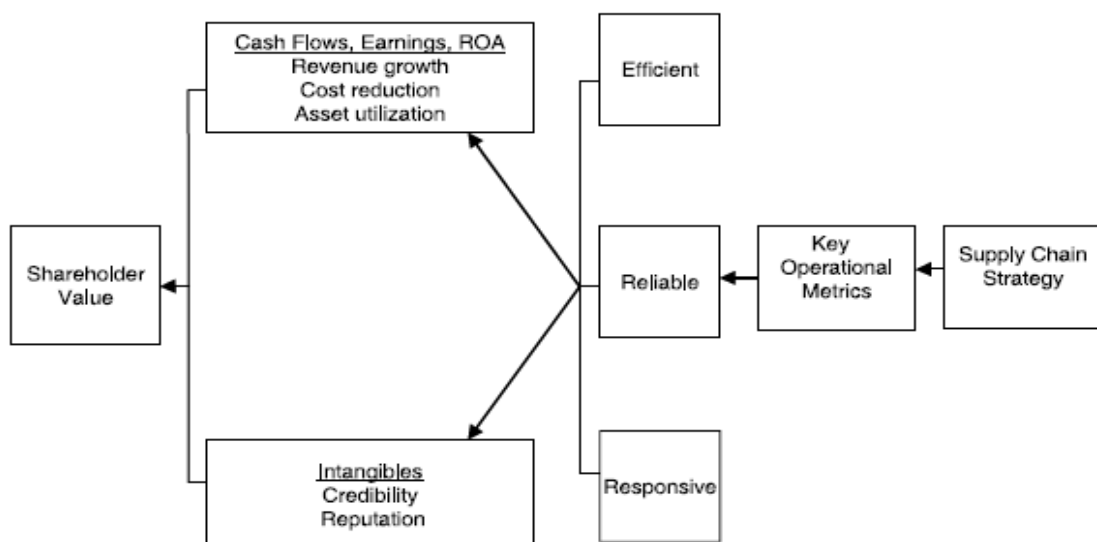 Cash Flows, Earnings, ROA
Revenue growth
Cost reduction
Asset utilization
Efficient
Shareholder
Value
Reliable
Key
Operational
Metrics
Supply Chain
Strategy
Intangibles
Credibility
Reputation
Responsive